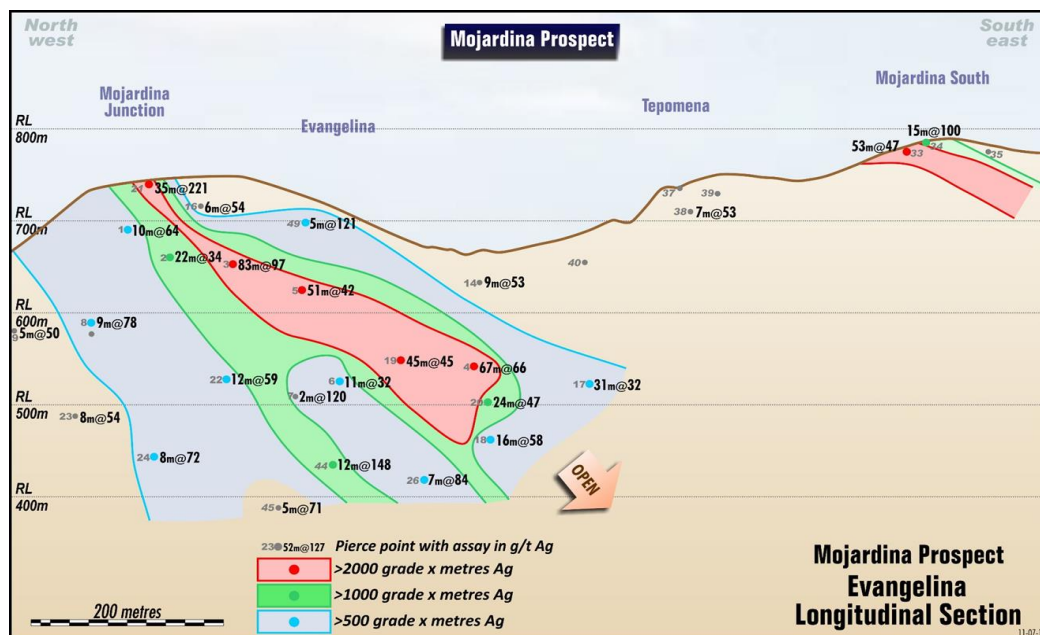 North
west
Mojardina Prospect
South
east
Mojardina
Junction
Evangelina
Tepomena
Mojardina South
RL
800m
15m@100
34
53m@47
33
35
21
35m@221
16
6m@54
37
39
38
7m@53
RL
700m
1
10m@64
49
5m@121
2
22m@34
3
83m@97
40
5
51m@42
14
9m@53
RL
600m
8
9m@78
9
5m@50
19
45m@45
4
67m@66
22
12m@59
6
11m@32
17
31m@32
7
2m@120
RL
500m
24m@47
23
8m@54
18
16m@58
24
8m@72
44
12m@148
26
7m@84
OPEN
RL
400m
45
5m@71
23
52m@127
Pierce point with assay in g/t Ag
>2000 grade x metres Ag
>1000 grade x metres Ag
>500 grade x metres Ag
200 metres
Mojardina Prospect
Evangelina
Longitudinal Section